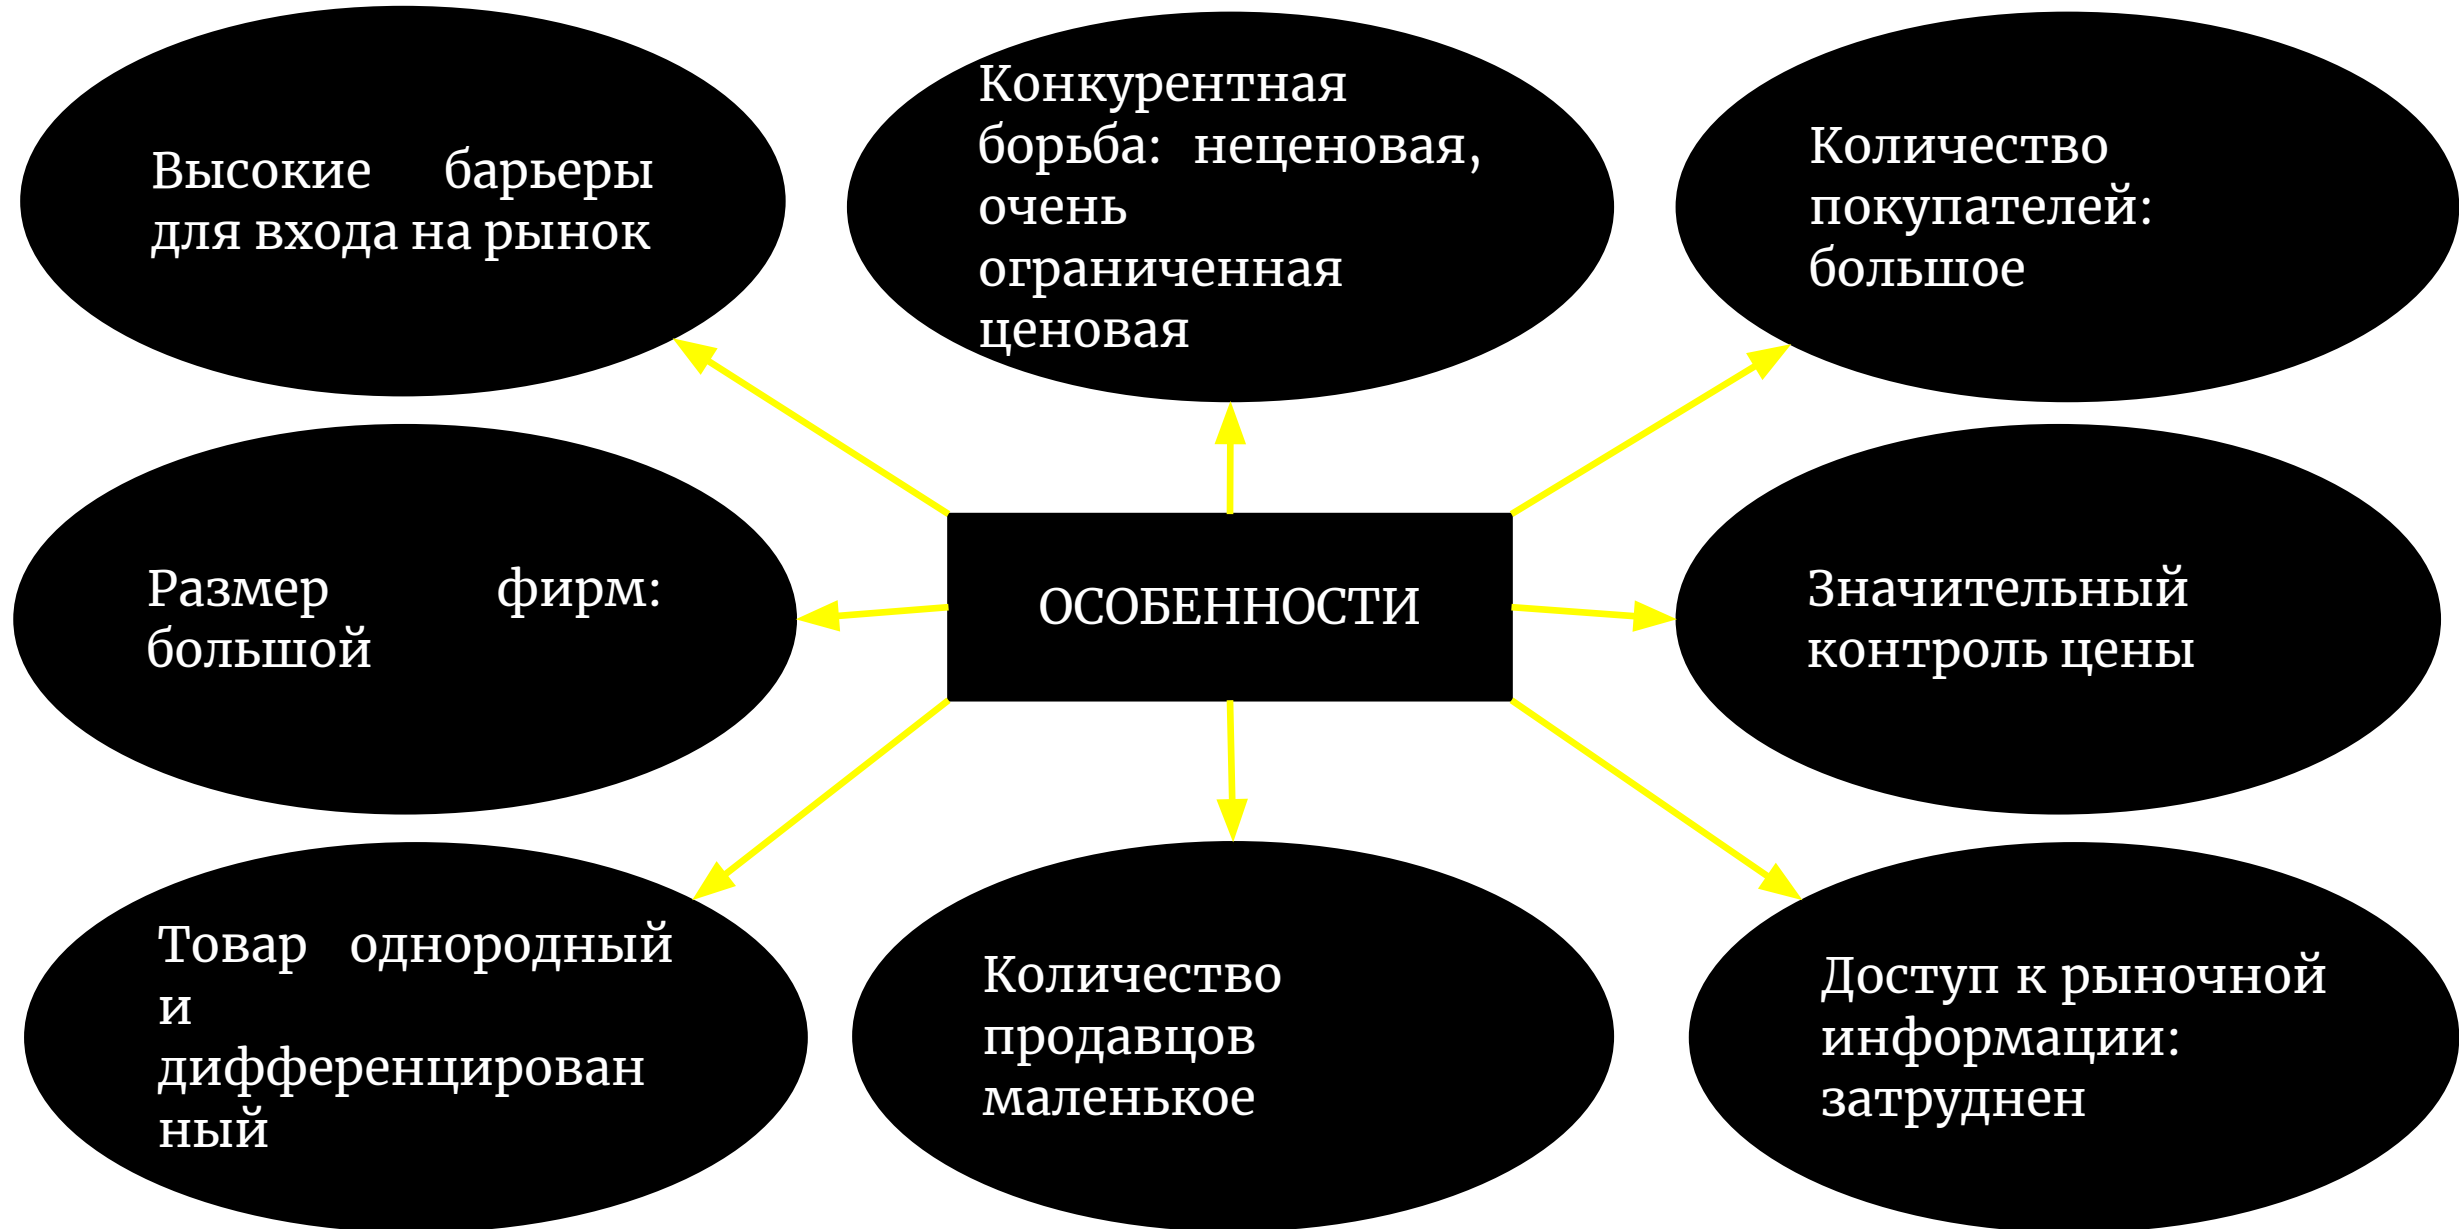 Высокие барьеры
для входа на рынок
Конкурентная
борьба: неценовая,
очень
ограниченная
ценовая
Количество
покупателей:
большое
Размер фирм:
большой
ОСОБЕННОСТИ
Значительный
контроль цены
Товар однородный
и
дифференцирован
ный
Количество
продавцов
маленькое
Доступ к рыночной
информации:
затруднен